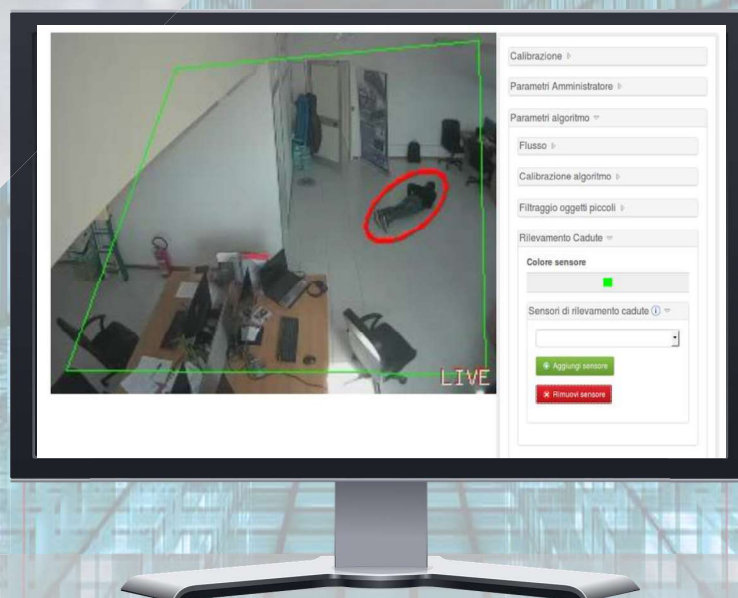 LIVE
Calibrazione
Parametri Amministratore
Parametri algoritmo
Flusso
Calibrazione algoritmo
Filtraggio oggetti piccoli
Rilevamento Cadute
Colore sensore
Sensori di rilevamento cadute
Aggiungi sensore
Rimuovi sensore